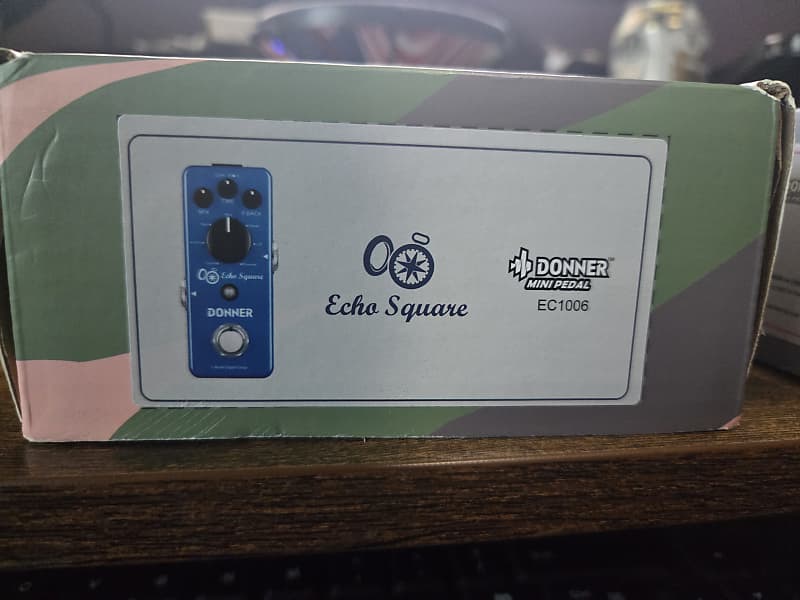 MIX
F.BACK
Echo Square
DONNER
Echo Square
DONNER
MINI PEDAL
EC1006